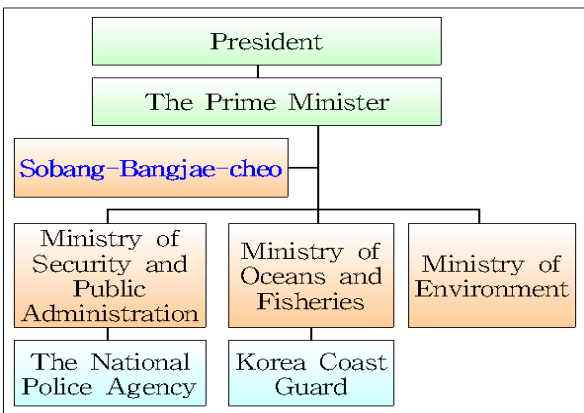 President
The Prime Minister
Sobang-Bangjae-cheo
Ministry of
Security and
Public
Administration
Ministry of
Oceans and
Fisheries
Ministry of
Environment
The National
Police Agency
Korea Coast
Guard